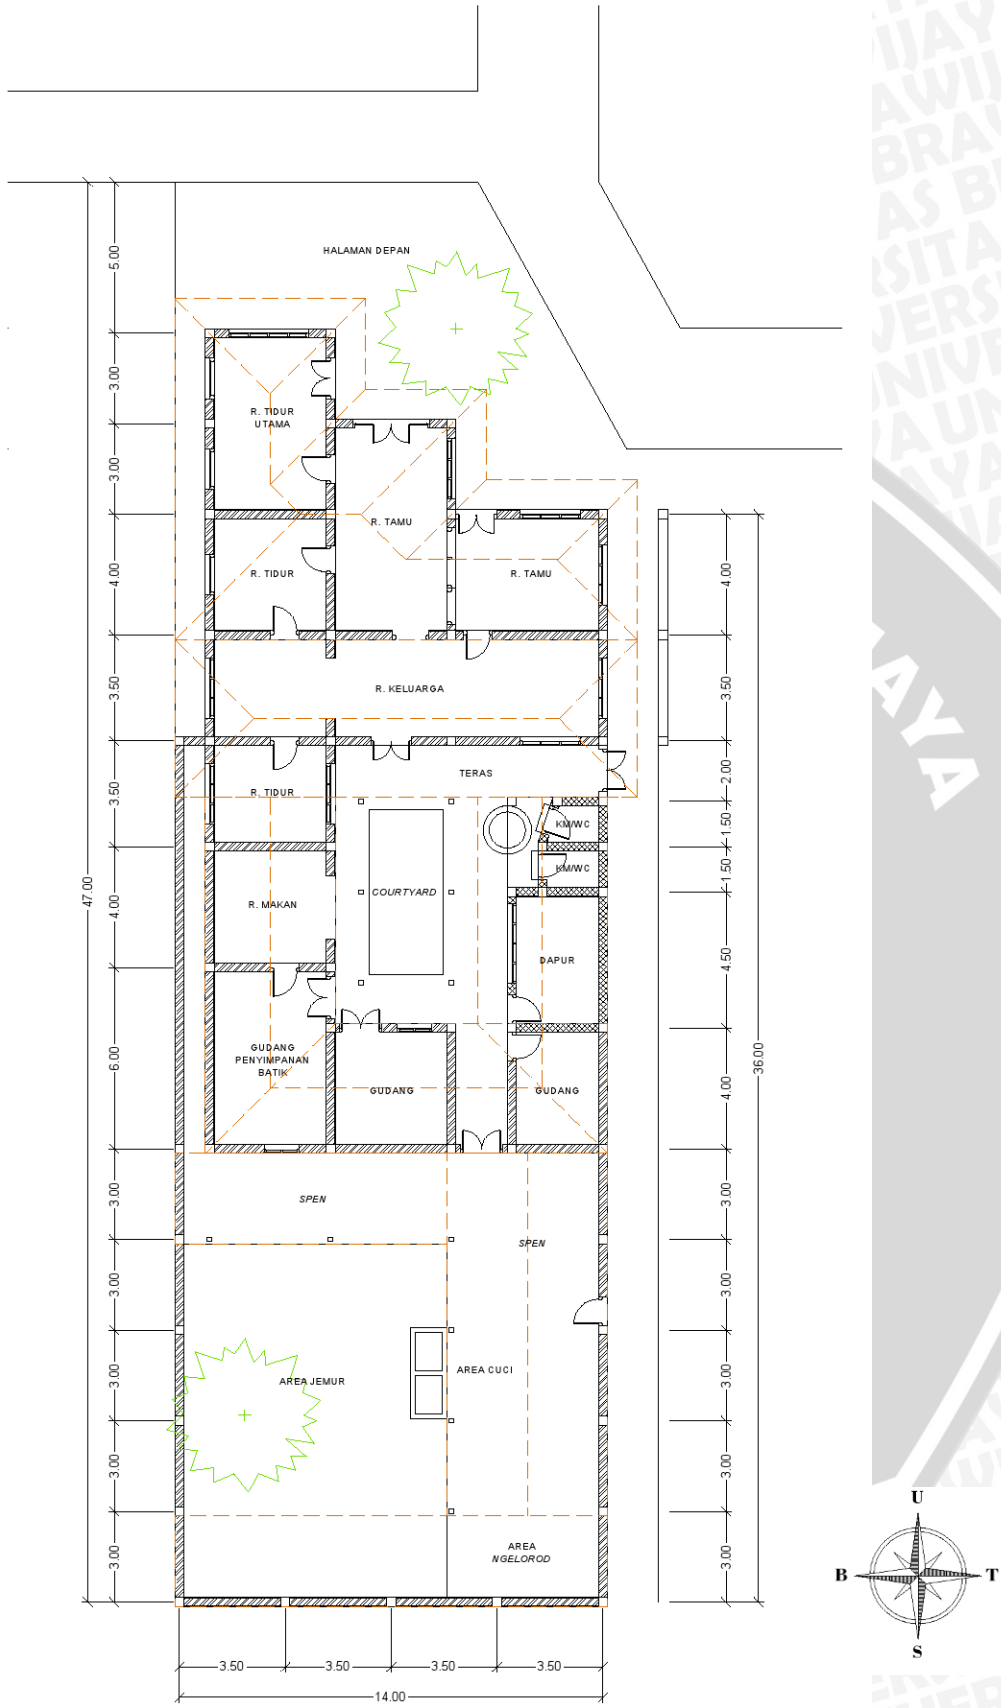 HALAMAN DEPAN
5.00
3.00
R. TIDUR
UTAMA
3.00
R. TAMU
R. TIDUR
R. TAMU
4.00
4.00
R. KELUARGA
3.50
3.50
TERAS
2.00
R. TIDUR
3.50
KM/WC
1.50
KM/WC
1.50
47.00
COURTYARD
R. MAKAN
4.00
DAPUR
4.50
36.00
GUDANG
PENYIMPANAN
BATIK
6.00
GUDANG
GUDANG
4.00
SPEN
3.00
3.00
SPEN
3.00
3.00
AREA JEMUR
AREA CUCI
3.00
3.00
3.00
3.00
AREA
NGELOROD
3.00
3.00
3.50
3.50
3.50
3.50
14.00
U
B
T
S
AYA